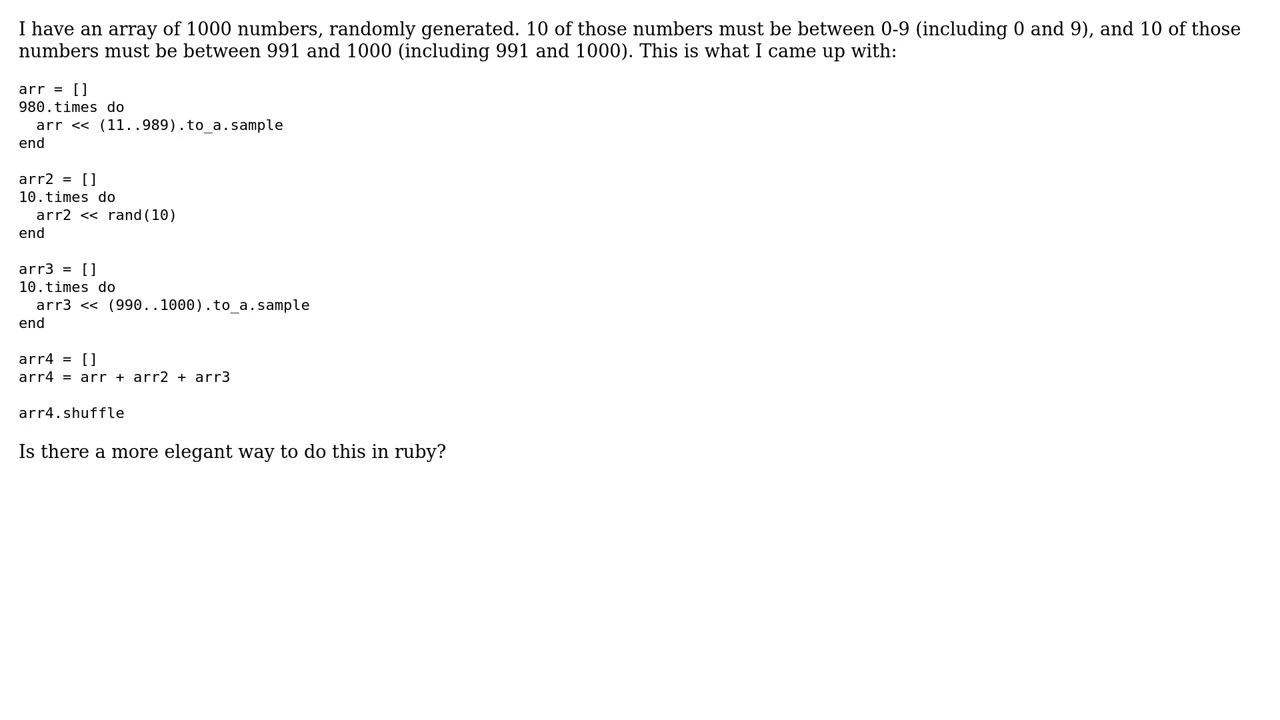 I have an array of 1000 numbers, randomly generated. 10 of those numbers must be between 0-9 (including 0 and 9), and 10 of those
numbers must be between 991 and 1000 (including 991 and 1000). This is what I came up with:
arr = []
980.times do
  arr << (11..989).to_a.sample
end
arr2 = []
10.times do
  arr2 << rand(10)
end
arr3 = []
10.times do
  arr3 << (990..1000).to_a.sample
end
arr4 = []
arr4 = arr + arr2 + arr3
arr4.shuffle
Is there a more elegant way to do this in ruby?